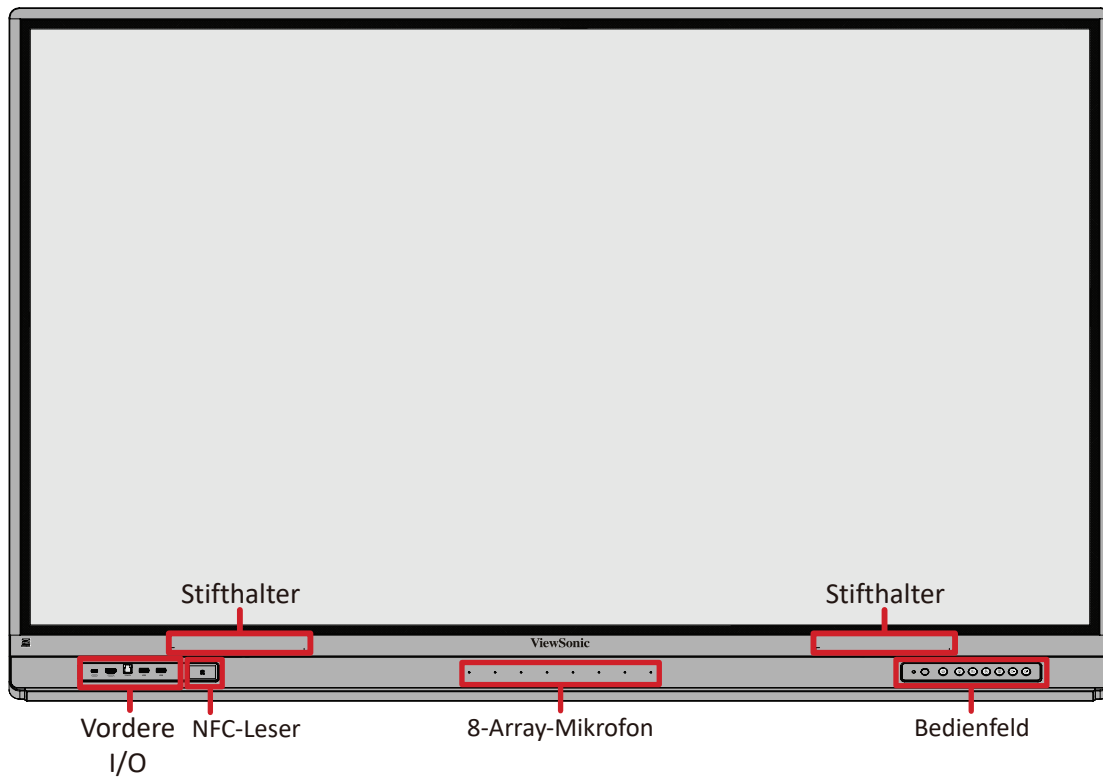 Stifthalter
Stifthalter
ViewSonic
Vordere
I/O
NFC-Leser
8-Array-Mikrofon
Bedienfeld